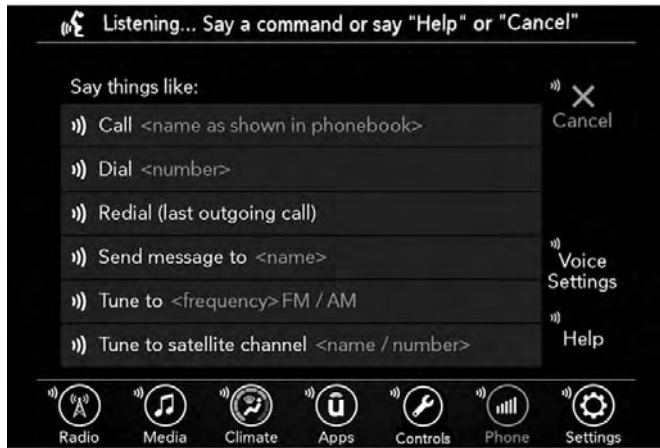 Listening... Say a command or say "Help" or "Cancel"
Say things like:
Call <name as shown in phonebook>
Cancel
Dial <number>
Redial (last outgoing call)
Send message to <name>
Voice
Settings
Tune to <frequency> FM / AM
Tune to satellite channel <name / number>
Help
Radio Media Climate Apps Controls Phone Settings